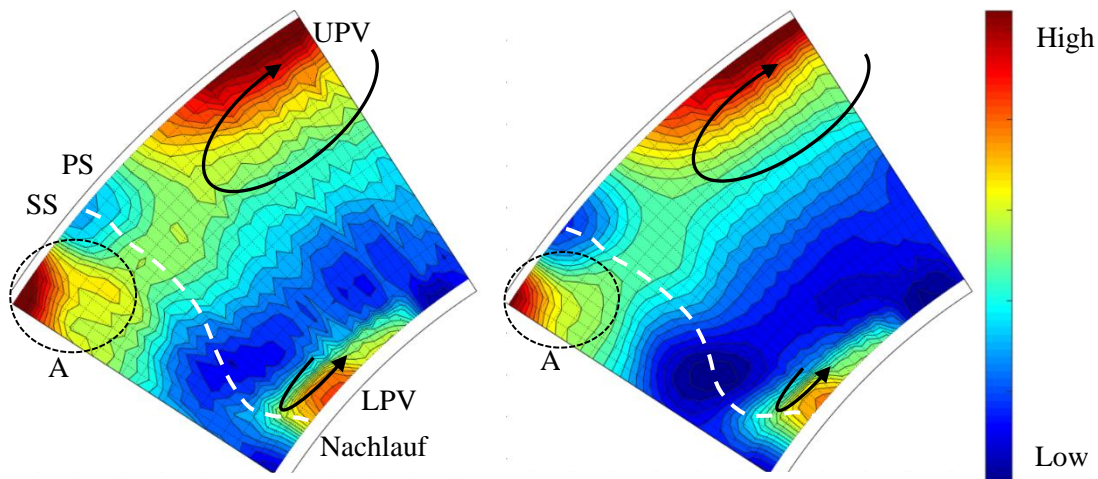 UPV
High
PS
SS
A
A
LPV
Nachlauf
Low